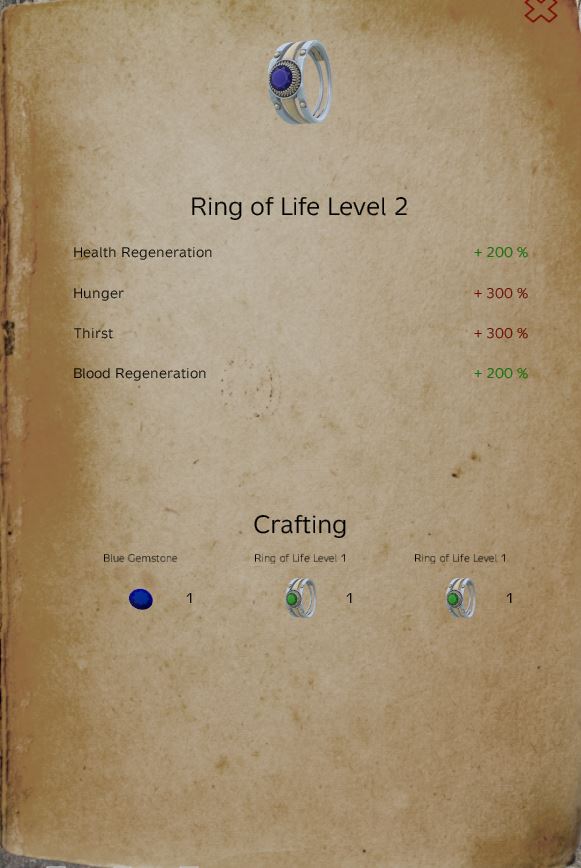 Ring of Life Level 2
Health Regeneration + 200 %
Hunger + 300 %
Thirst + 300 %
Blood Regeneration + 200 %
Crafting
Blue Gemstone Ring of Life Level 1 Ring of Life Level 1
1 1 1